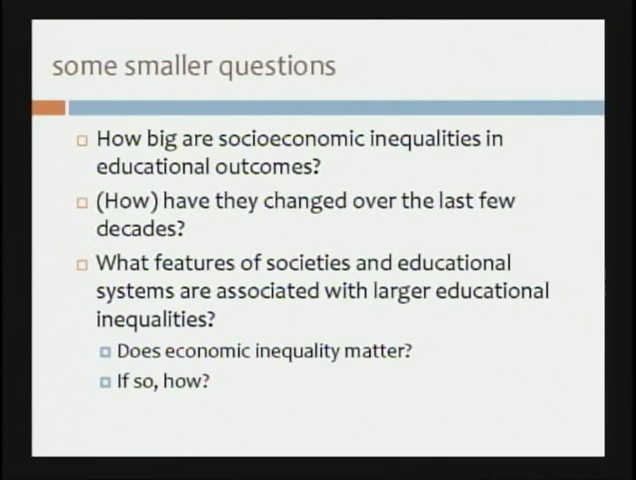 some smaller questions
How big are socioeconomic inequalities in
educational outcomes?
(How) have they changed over the last few
decades?
What features of societies and educational
systems are associated with larger educational
inequalities?
Does economic inequality matter?
If so, how?